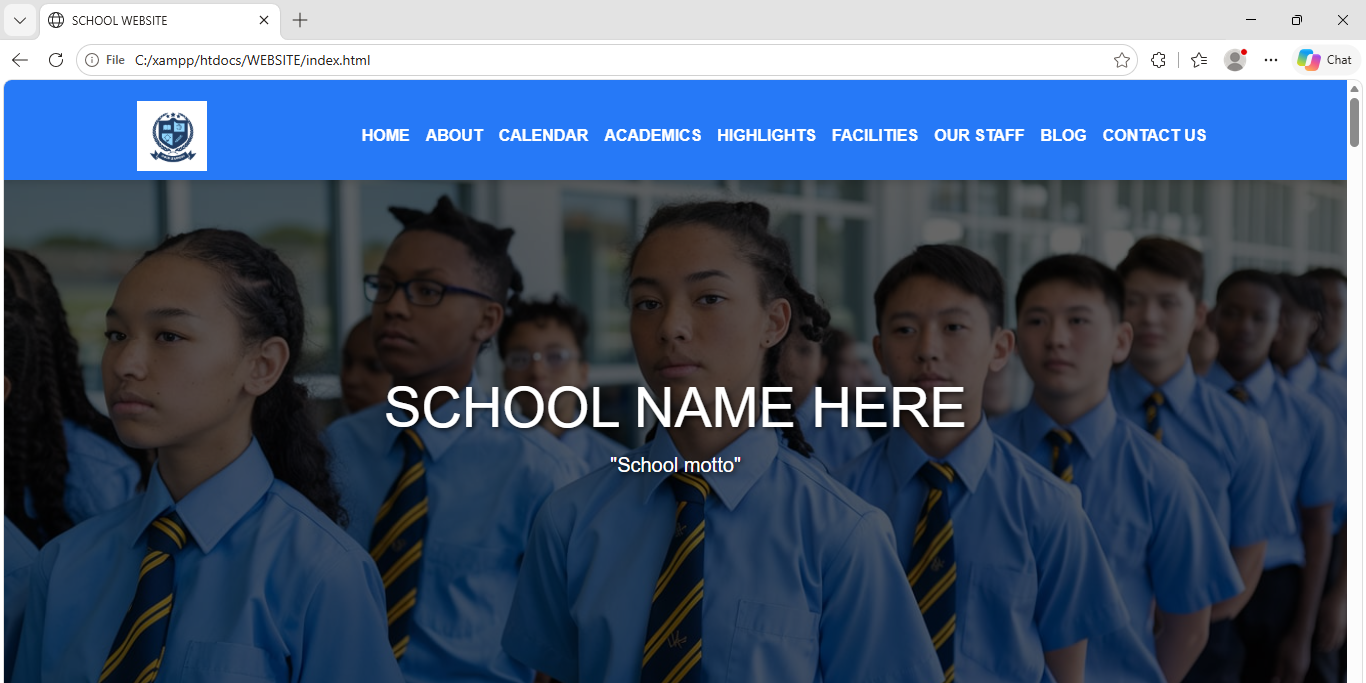 SCHOOL WEBSITE
File C:/xampp/htdocs/WEBSITE/index.html
Chat
HOME ABOUT CALENDAR ACADEMICS HIGHLIGHTS FACILITIES OUR STAFF BLOG CONTACT US
SCHOOL NAME HERE
"School motto"